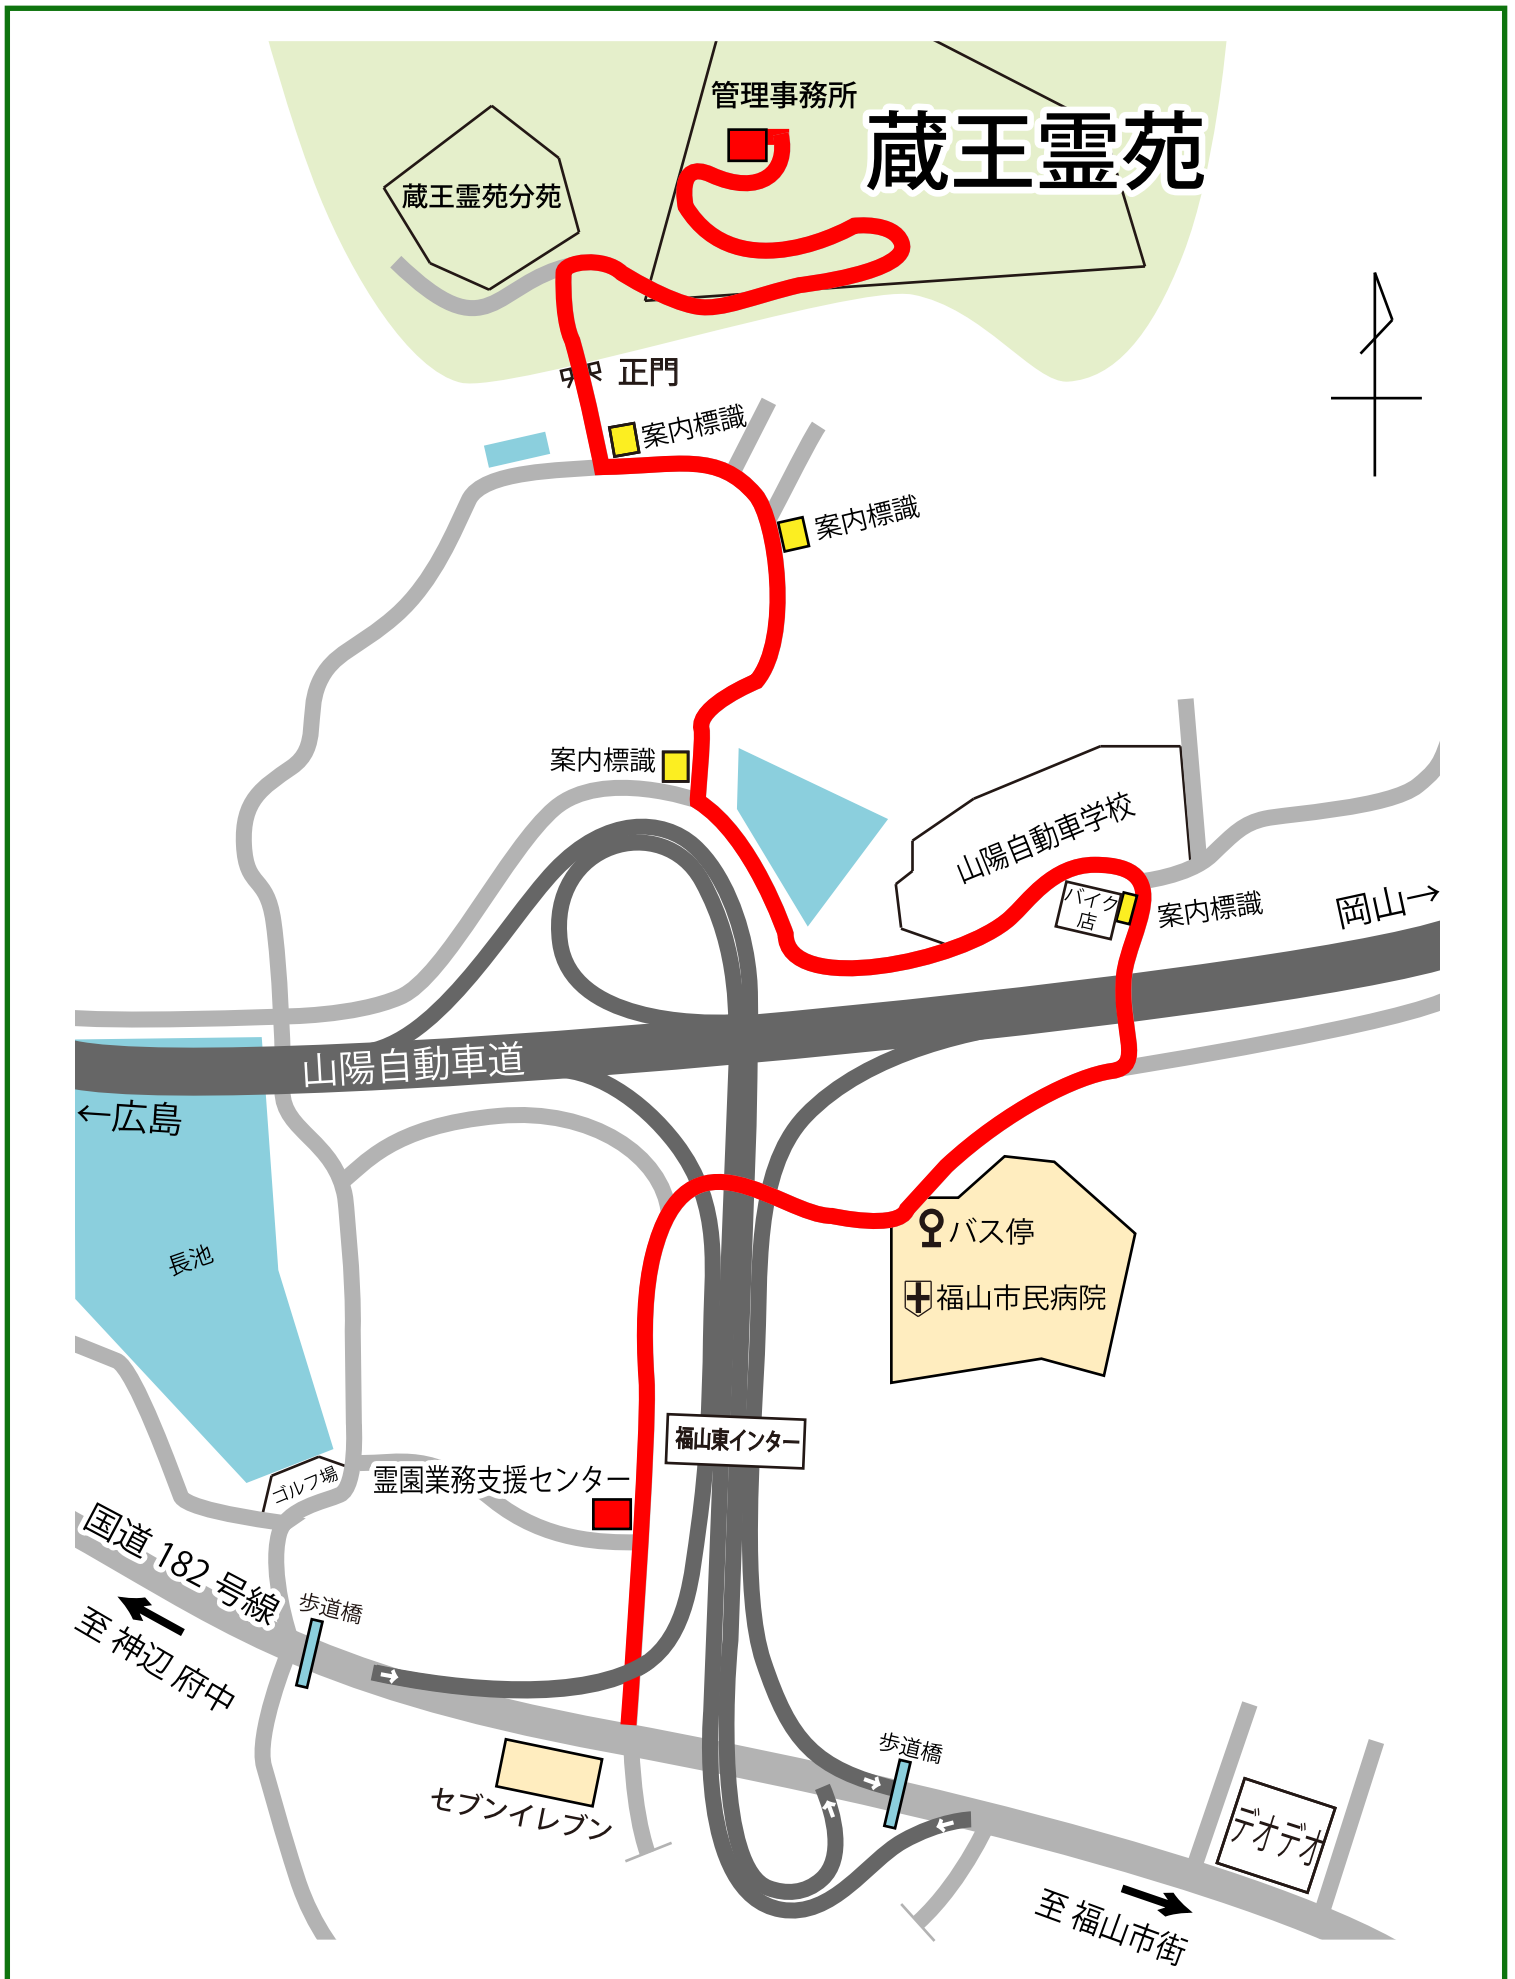 管理事務所
蔵王霊苑
蔵王霊苑分苑
正門
案内標識
案内標識
案内標識
山陽自動車学校
バイク
店
案内標識
岡山→
山陽自動車道
←広島
長池
バス停
福山市民病院
福山東インター
霊園業務支援センター
ゴルフ場
国道182号線
歩道橋
至 神辺 府中
歩道橋
セブンイレブン
デオデオ
至 福山市街